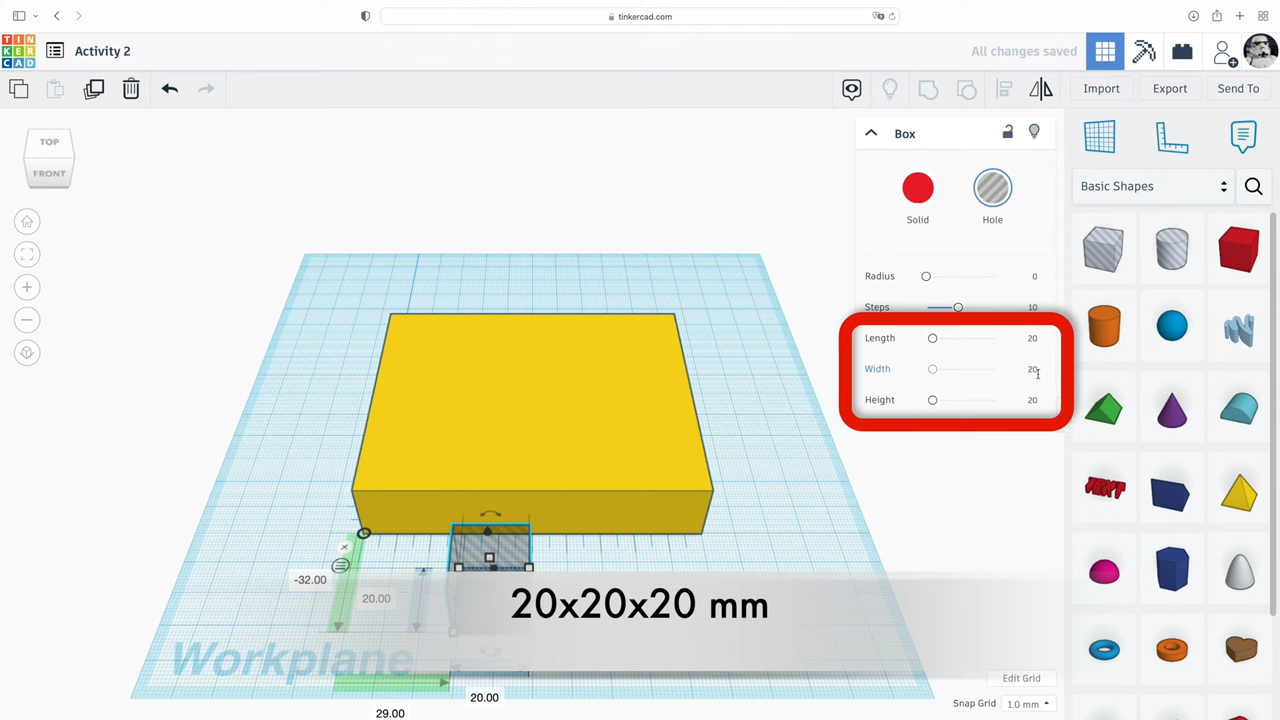 tinkercad.com
TIN
KER
CAD
Activity 2
All changes saved
Import
Export
Send To
TOP
FRONT
Box
Solid
Hole
Radius 0
Steps 10
Length 20
Width 20
Height 20
Basic Shapes
TEXT
-32.00
20.00
20x20x20 mm
Workplane
20.00
29.00
Edit Grid
Snap Grid 1.0 mm